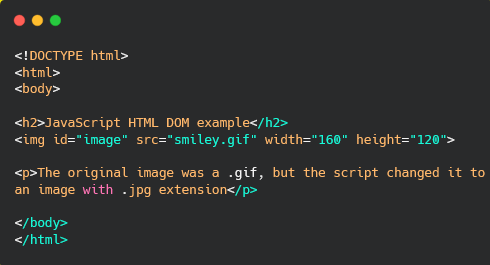 <!DOCTYPE html>
<html>
<body>
<h2>JavaScript HTML DOM example</h2>
<img id="image" src="smiley.gif" width="160" height="120">
<p>The original image was a .gif, but the script changed it to
an image with .jpg extension</p>
</body>
</html>